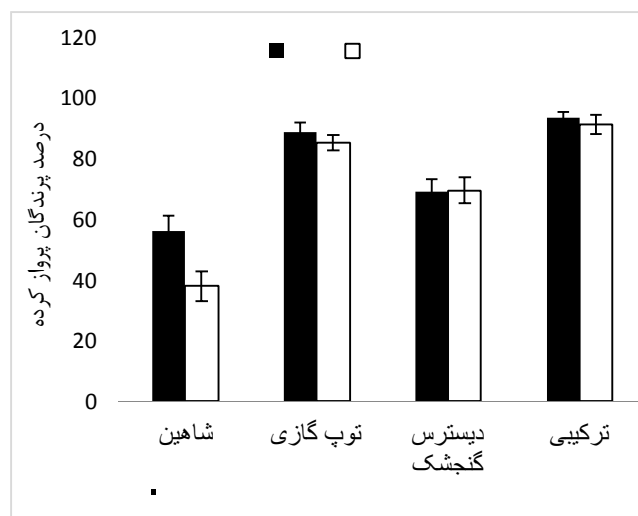 120
100
80
60
40
20
0
درصد پرندگان پرواز کرده
شاهین
توپ گازی
دیسترس
گنجشک
ترکیبی